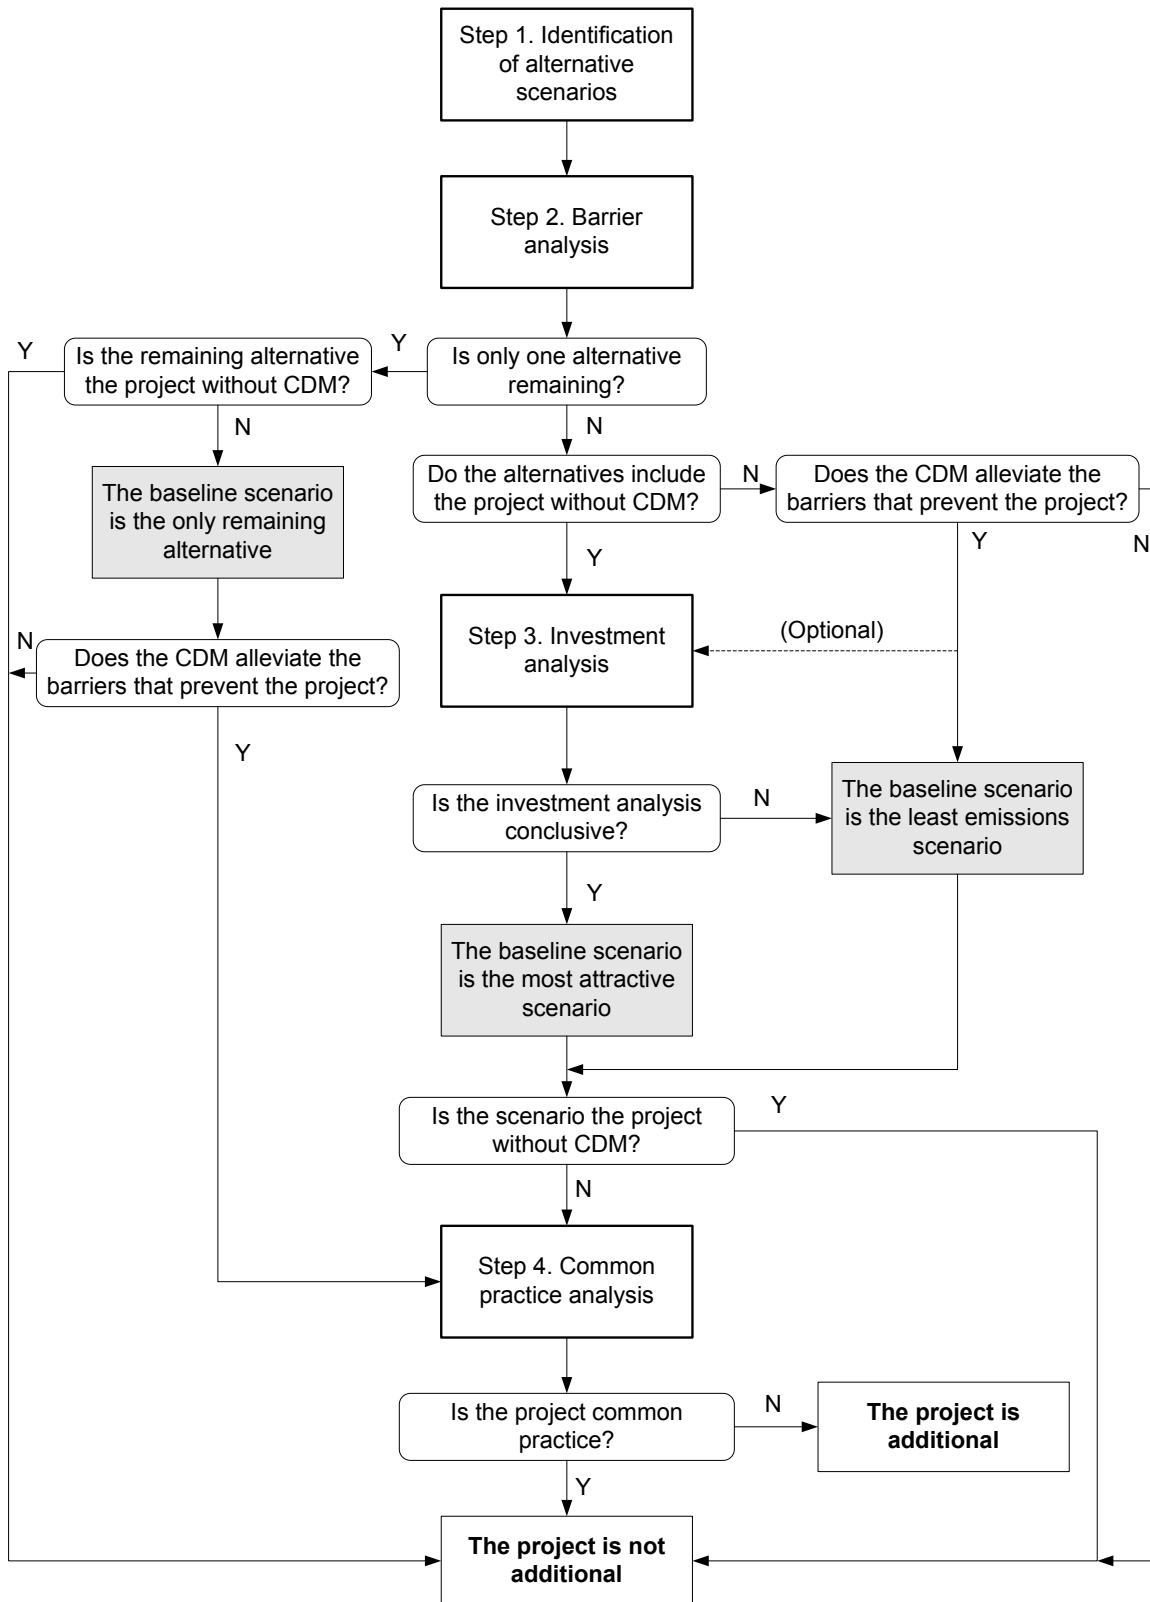 Step 1. Identification
of alternative
scenarios
Step 2. Barrier
analysis
Y
Is the remaining alternative
the project without CDM?
Y
Is only one alternative
remaining?
N
N
The baseline scenario
is the only remaining
alternative
Do the alternatives include
the project without CDM?
N
Does the CDM alleviate the
barriers that prevent the project?
Y
Y
N
N
Does the CDM alleviate the
barriers that prevent the project?
Step 3. Investment
analysis
(Optional)
Y
Is the investment analysis
conclusive?
N
The baseline scenario
is the least emissions
scenario
Y
The baseline scenario
is the most attractive
scenario
Is the scenario the project
without CDM?
Y
N
Step 4. Common
practice analysis
Is the project common
practice?
N
The project is
additional
Y
The project is not
additional